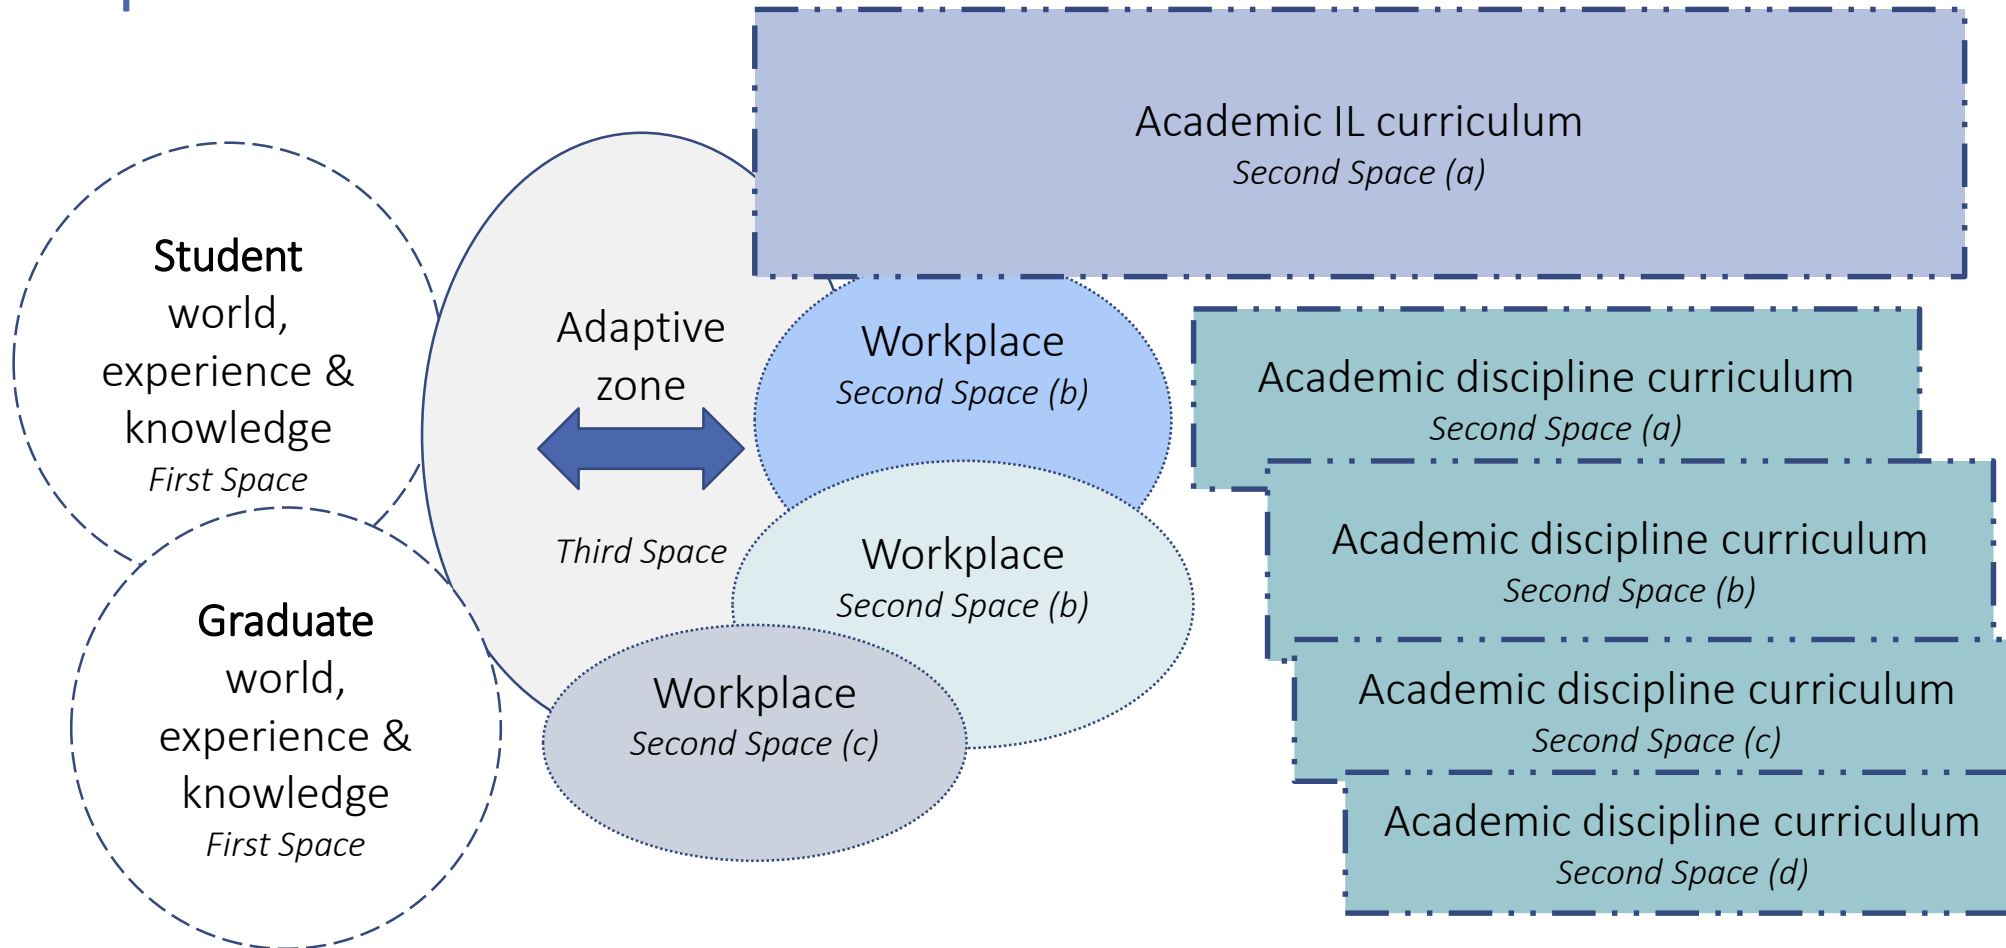 Academic IL curriculum
Second Space (a)
Student
world,
experience &
knowledge
First Space
Adaptive
zone
Third Space
Workplace
Second Space (b)
Academic discipline curriculum
Second Space (a)
Workplace
Second Space (b)
Academic discipline curriculum
Second Space (b)
Graduate
world,
experience &
knowledge
First Space
Workplace
Second Space (c)
Academic discipline curriculum
Second Space (c)
Academic discipline curriculum
Second Space (d)